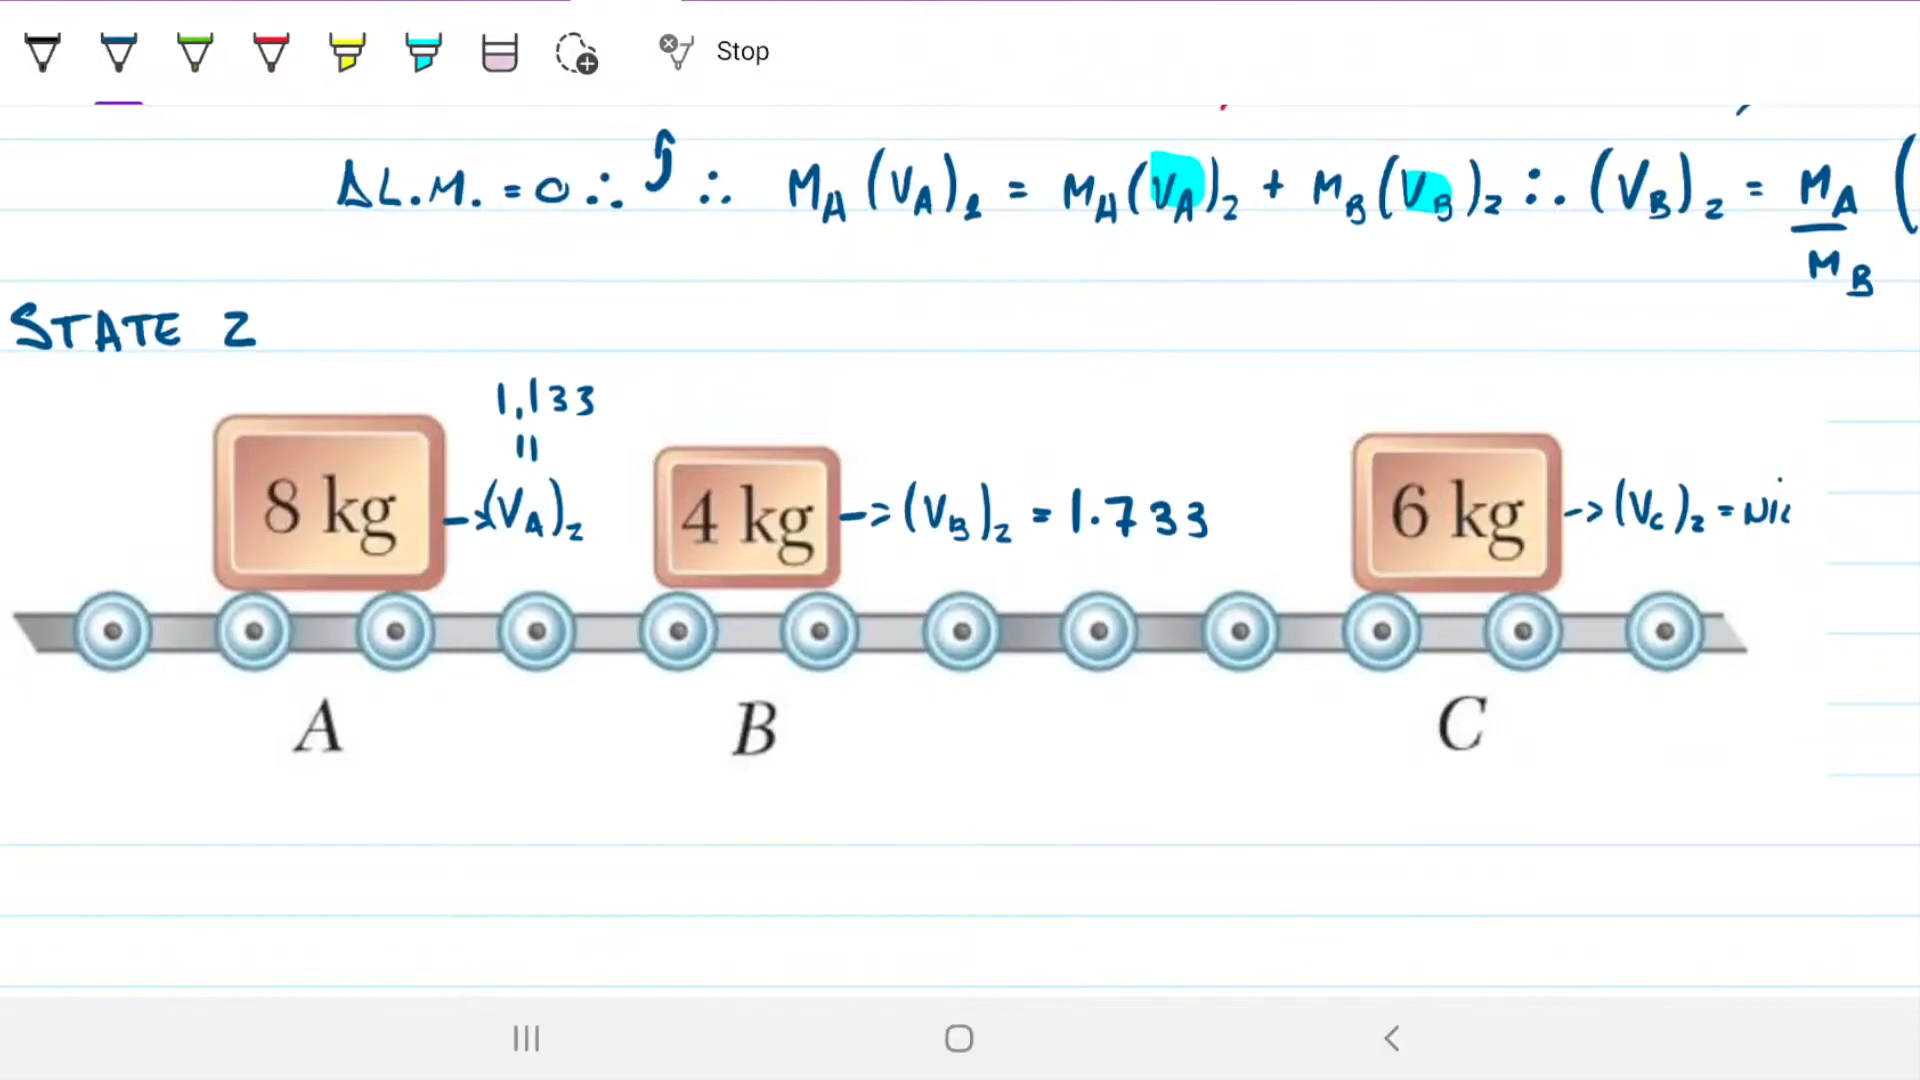 Stop
ΔL.M. = 0 ∴ ∴ MA (VA)1 = MA (VA)2 + MB (VB)2 ∴ (VB)2 = MA/MB (
STATE 2
1,133
"
8 kg -> (VA)2 4 kg -> (VB)2 = 1.733 6 kg -> (VC)2 = NIL
A B C